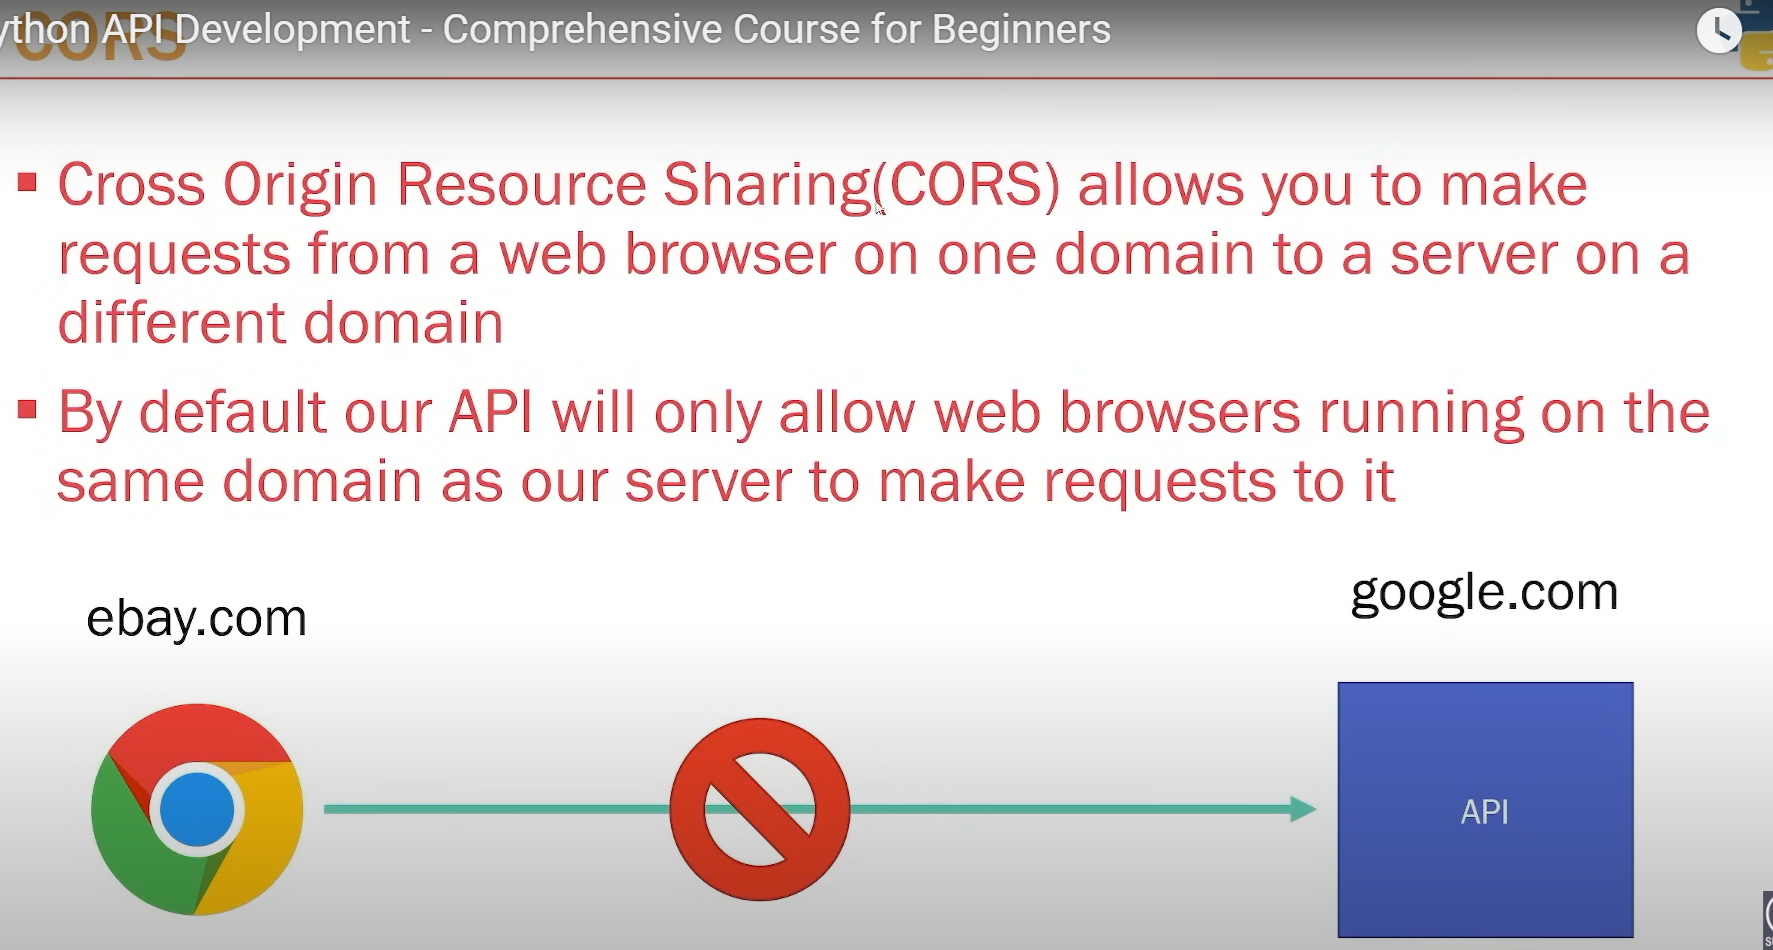 ython API Development - Comprehensive Course for Beginners
CORS
▪ Cross Origin Resource Sharing(CORS) allows you to make
requests from a web browser on one domain to a server on a
different domain
▪ By default our API will only allow web browsers running on the
same domain as our server to make requests to it
ebay.com
google.com
API